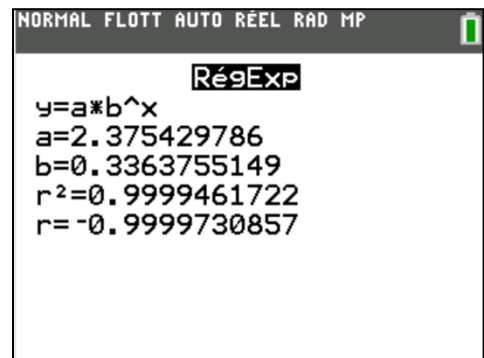 NORMAL FLOTT AUTO RÉEL RAD MP
RégExp
y=a*b^x
a=2.375429786
b=0.3363755149
r²=0.9999461722
r=-0.9999730857